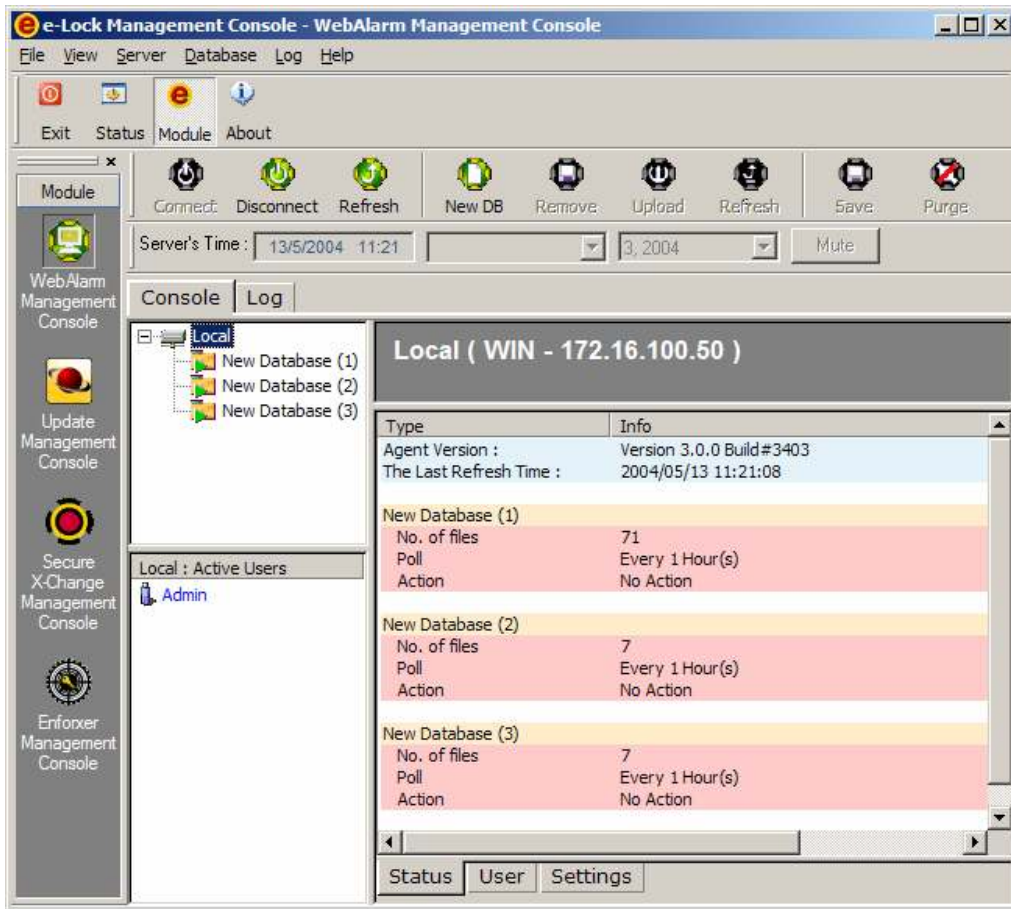 e-Lock Management Console - WebAlarm Management Console
File View Server Database Log Help
Exit Status Module About
Module
Connect Disconnect Refresh New DB Remove Upload Refresh Save Purge
Server's Time : 13/5/2004 11:21 3, 2004 Mute
WebAlarm
Management
Console
Update
Management
Console
Secure
X-Change
Management
Console
Enforxer
Management
Console
Console Log
Local
New Database (1)
New Database (2)
New Database (3)
Local : Active Users
Admin
Local ( WIN - 172.16.100.50 )
Type Info
Agent Version : Version 3.0.0 Build#3403
The Last Refresh Time : 2004/05/13 11:21:08
New Database (1)
No. of files 71
Poll Every 1 Hour(s)
Action No Action
New Database (2)
No. of files 7
Poll Every 1 Hour(s)
Action No Action
New Database (3)
No. of files 7
Poll Every 1 Hour(s)
Action No Action
Status User Settings